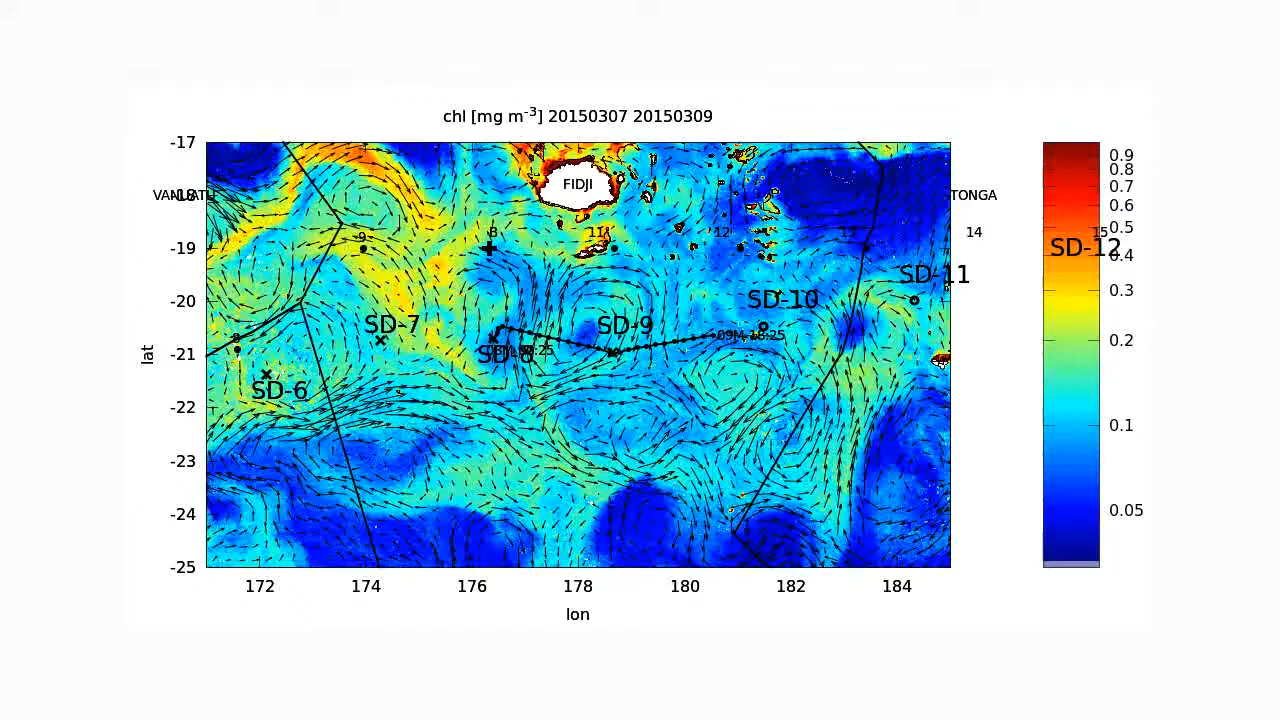 chl [mg m-3] 20150307 20150309
-17
0.9
0.8
FIDJI
0.7
VANUATU
-18
TONGA
0.6
9
B
11
12
13
14
15
0.5
-19
SD-12
0.4
SD-11
-20
SD-10
0.3
SD-7
SD-9
8
09M 18:25
0.2
lat
-21
SD-8
SD-6
-22
0.1
-23
-24
0.05
-25
172
174
176
178
180
182
184
lon